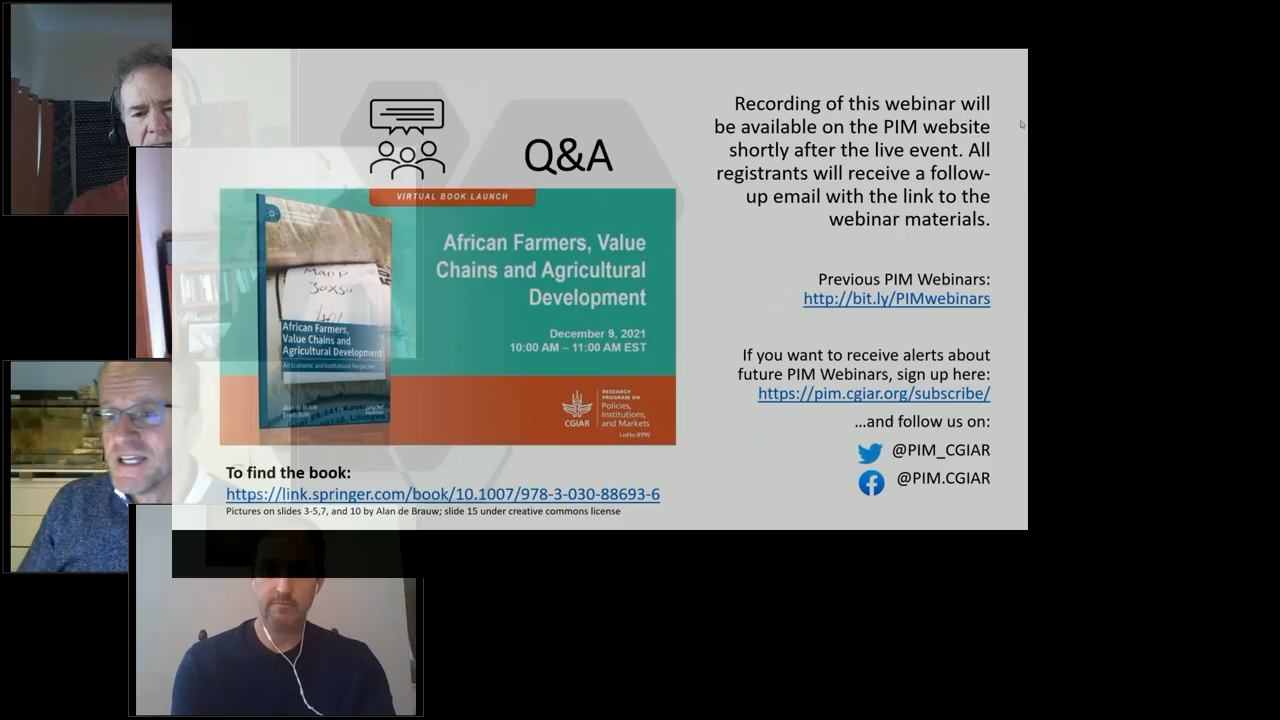 Q&A
VIRTUAL BOOK LAUNCH
African Farmers, Value
Chains and Agricultural
Development
December 9, 2021
10:00 AM – 11:00 AM EST
30x50
African Farmers,
Value Chains and
Agricultural Development
An Economic and Institutional Perspective
Alan de Brauw
CGIAR
RESEARCH
PROGRAM ON
Policies,
Institutions,
and Markets
Led by IFPRI
To find the book:
https://link.springer.com/book/10.1007/978-3-030-88693-6
Pictures on slides 3-5,7, and 10 by Alan de Brauw; slide 15 under creative commons license
Recording of this webinar will
be available on the PIM website
shortly after the live event. All
registrants will receive a follow-
up email with the link to the
webinar materials.
Previous PIM Webinars:
http://bit.ly/PIMwebinars
If you want to receive alerts about
future PIM Webinars, sign up here:
https://pim.cgiar.org/subscribe/
...and follow us on:
@PIM_CGIAR
@PIM.CGIAR